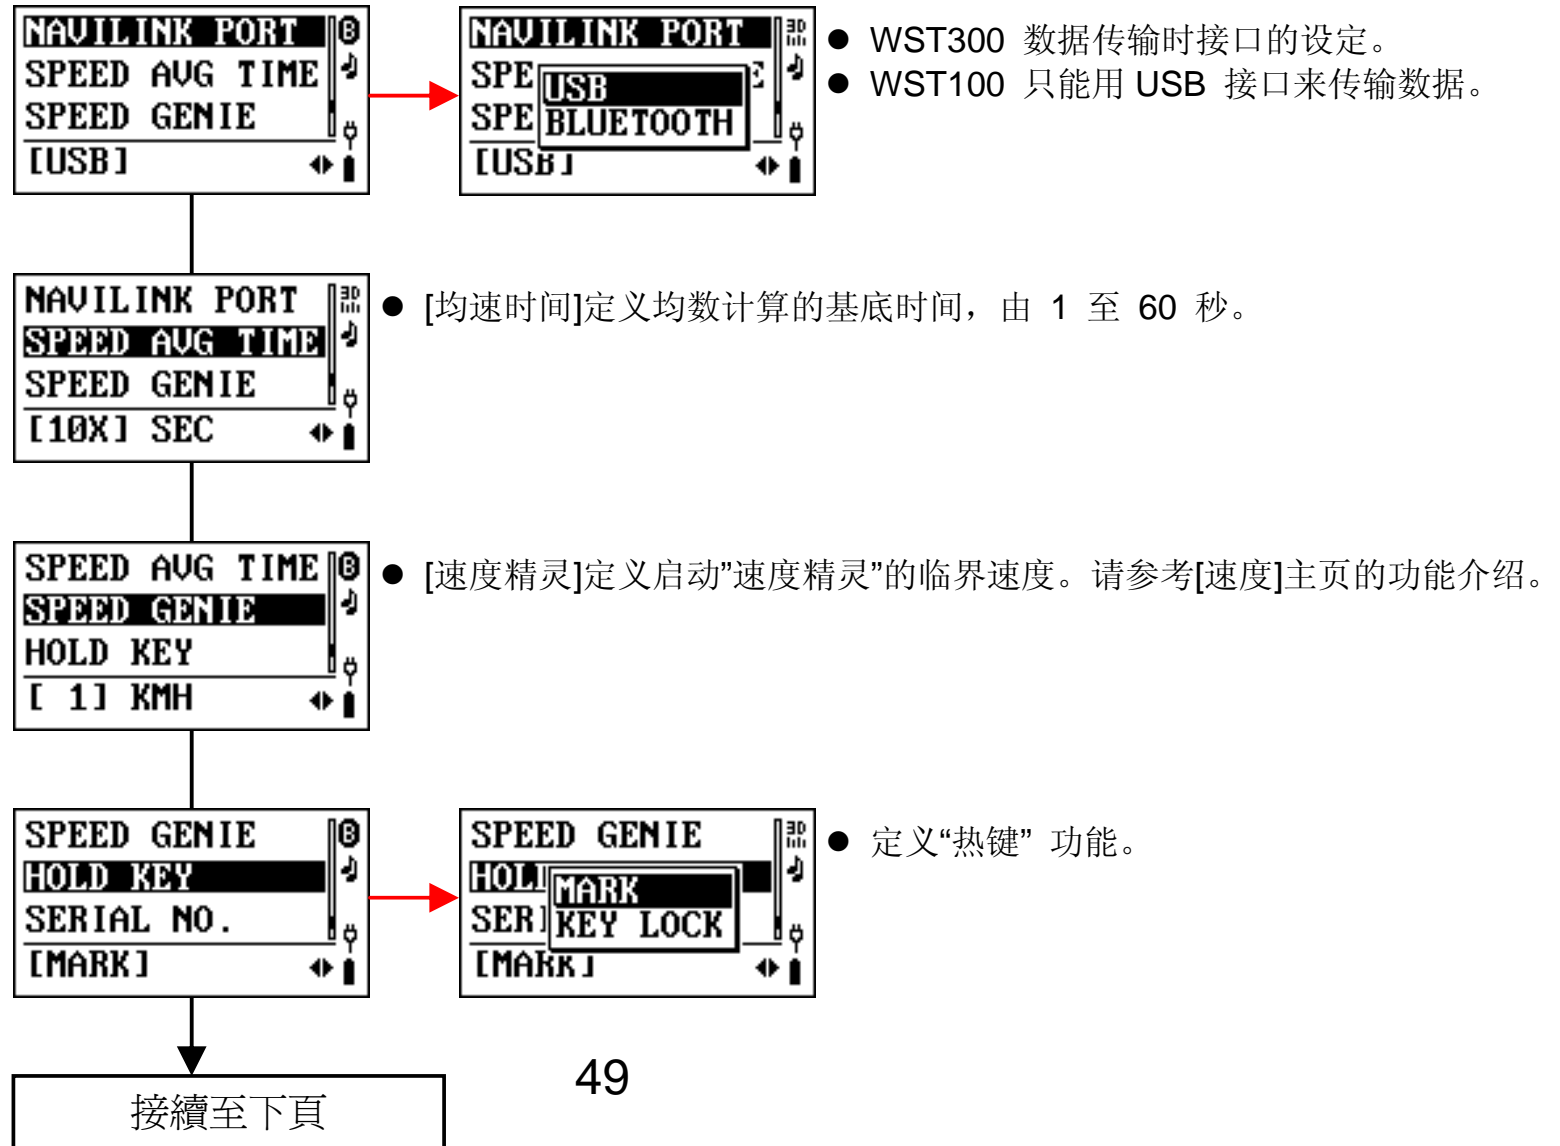 NAVILINK PORT
SPEED AVG TIME
SPEED GENIE
[USB]
NAVILINK PORT
SPE
USB
SPE
BLUETOOTH
[USB]
● WST300 数据传输时接口的设定。
● WST100 只能用 USB 接口来传输数据。
NAVILINK PORT
SPEED AVG TIME
SPEED GENIE
[10X] SEC
● [均速时间]定义均数计算的基底时间，由 1 至 60 秒。
SPEED AVG TIME
SPEED GENIE
HOLD KEY
[ 1] KMH
● [速度精灵]定义启动”速度精灵”的临界速度。请参考[速度]主页的功能介绍。
SPEED GENIE
HOLD KEY
SERIAL NO.
[MARK]
SPEED GENIE
HOL
MARK
SER
KEY LOCK
[MARK]
● 定义“热键” 功能。
接續至下頁
49